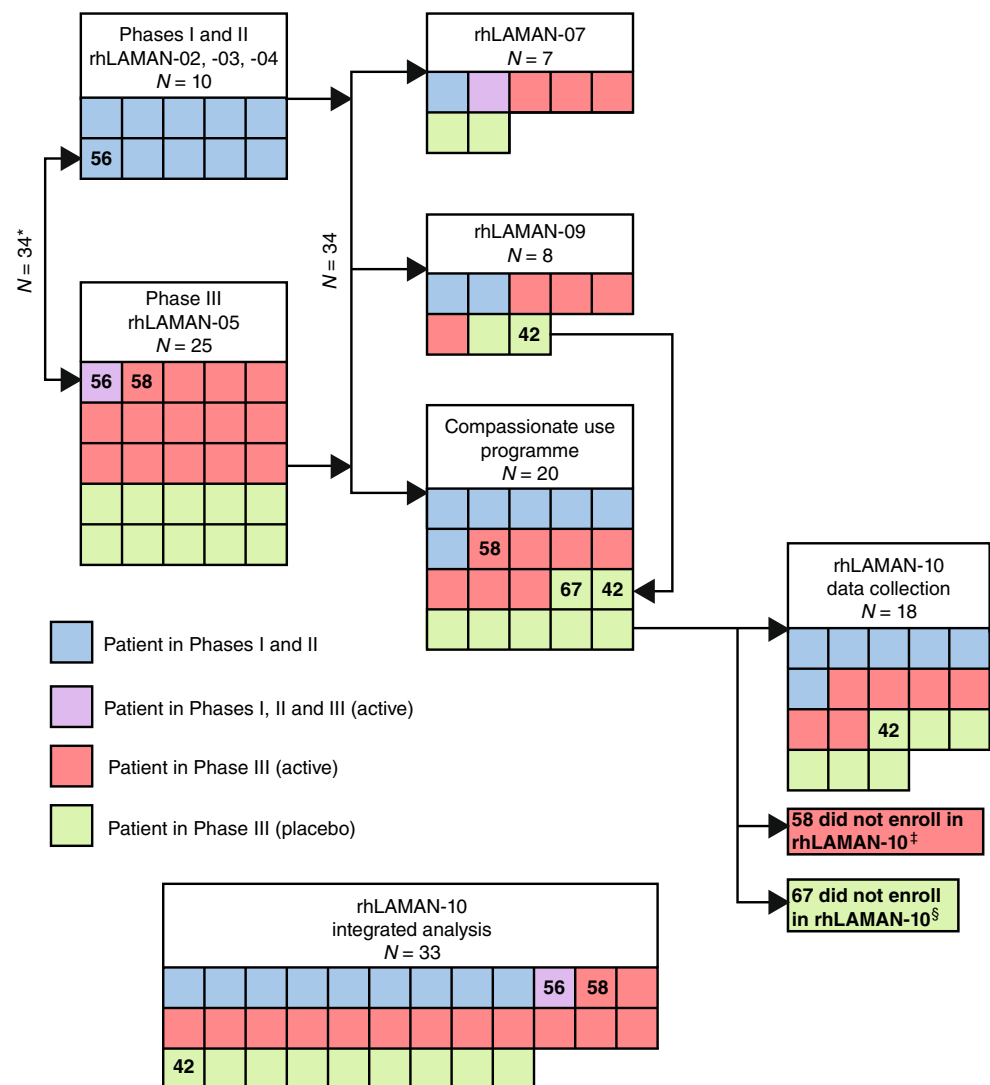 Phases I and II
rhLAMAN-02, -03, -04
N = 10
56
N = 34*
Phase III
rhLAMAN-05
N = 25
56 58
N = 34
rhLAMAN-07
N = 7
rhLAMAN-09
N = 8
42
Compassionate use
programme
N = 20
58
67 42
rhLAMAN-10
data collection
N = 18
42
58 did not enroll in
rhLAMAN-10‡
67 did not enroll
in rhLAMAN-10§
Patient in Phases I and II
Patient in Phases I, II and III (active)
Patient in Phase III (active)
Patient in Phase III (placebo)
rhLAMAN-10
integrated analysis
N = 33
56 58
42